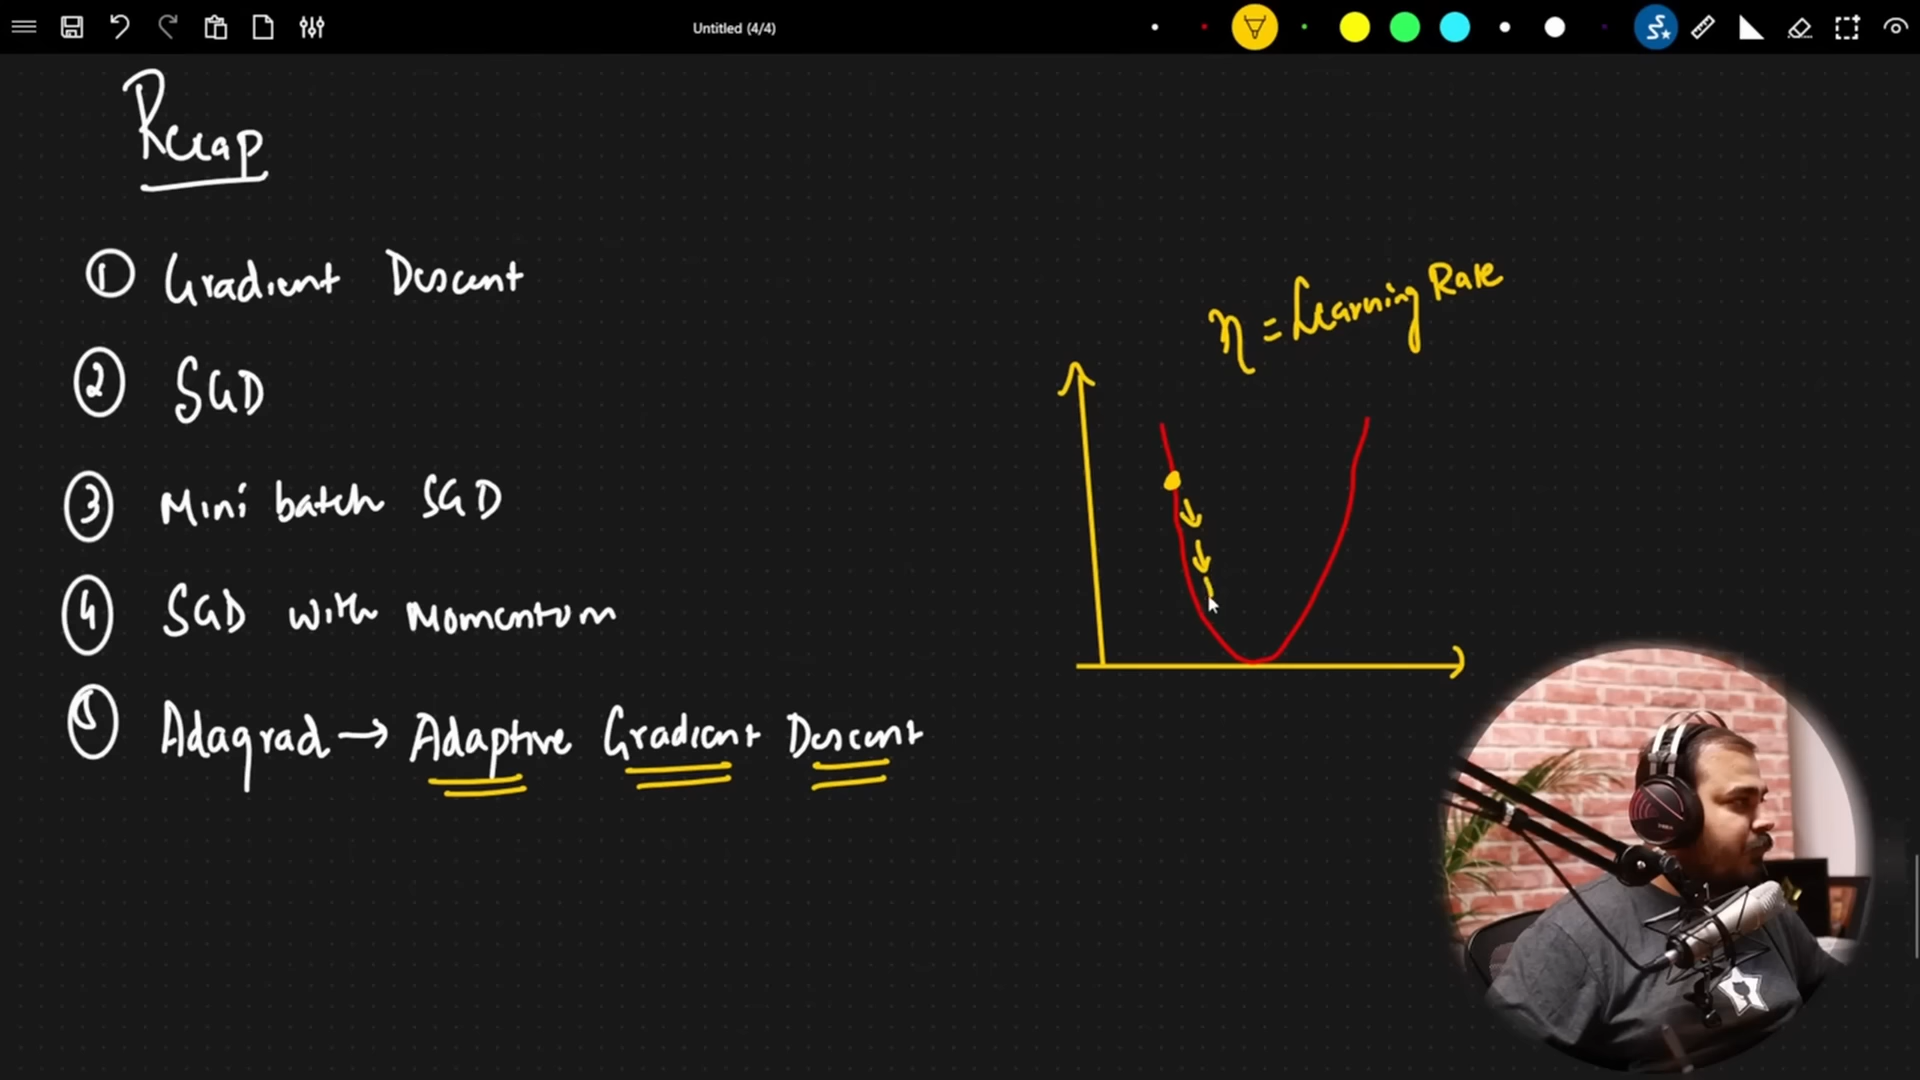 Untitled (4/4)
Recap
① Gradient Descent
② SGD
③ Mini batch SGD
④ SGD with Momentum
⑤ Adagrad → Adaptive Gradient Descent
η = Learning Rate